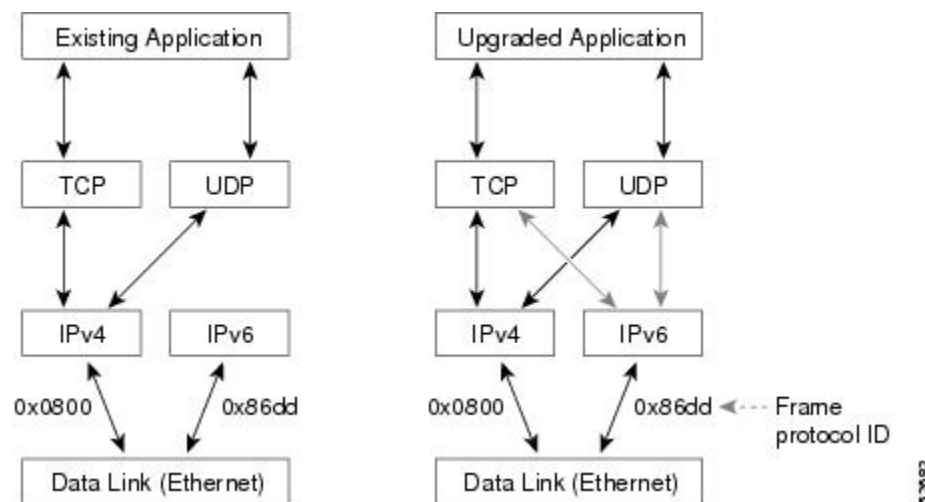 Existing Application
TCP
UDP
IPv4
IPv6
0x0800
0x86dd
Data Link (Ethernet)
Upgraded Application
TCP
UDP
IPv4
IPv6
0x0800
0x86dd
Frame
protocol ID
Data Link (Ethernet)